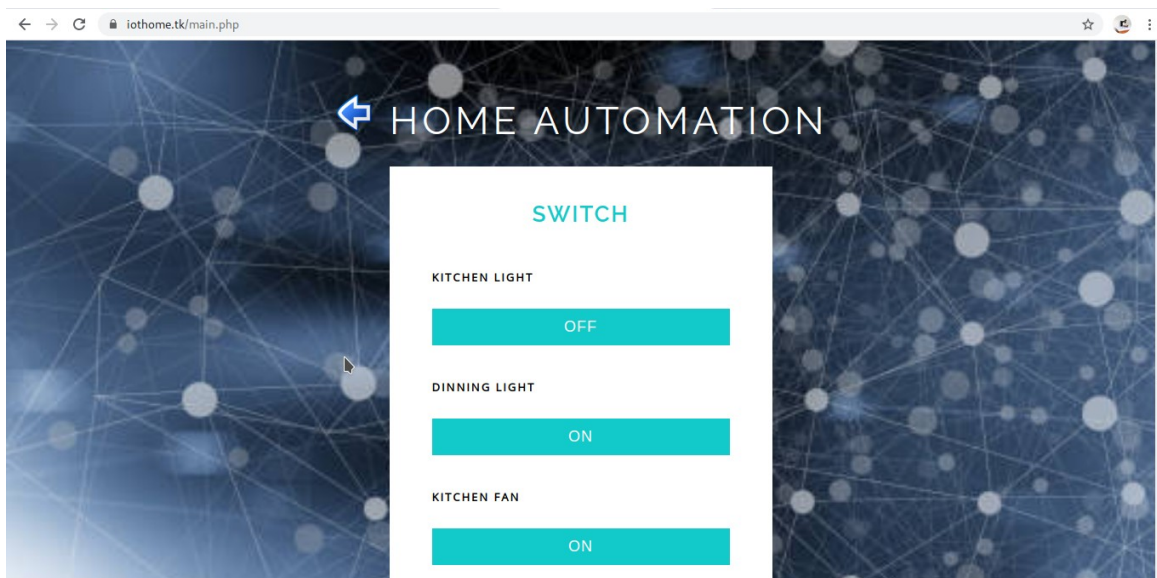 iothome.tk/main.php
HOME AUTOMATION
SWITCH
KITCHEN LIGHT
OFF
DINNING LIGHT
ON
KITCHEN FAN
ON